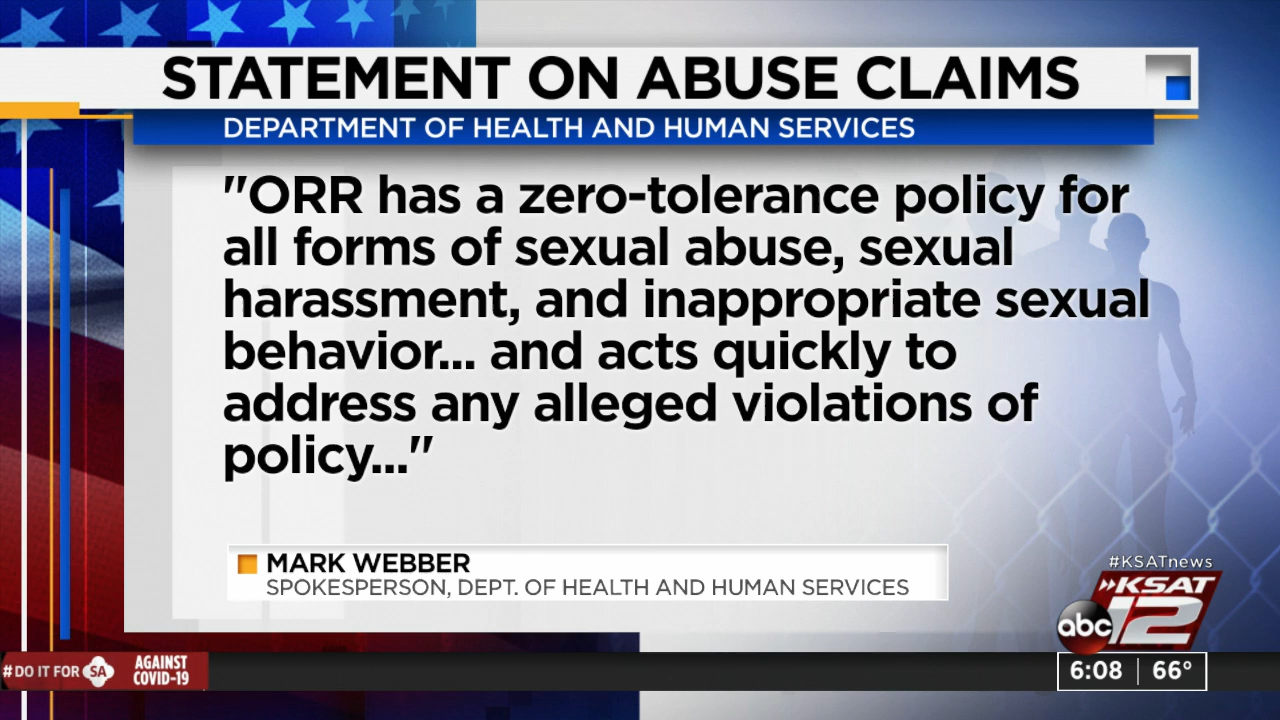 STATEMENT ON ABUSE CLAIMS
DEPARTMENT OF HEALTH AND HUMAN SERVICES
"ORR has a zero-tolerance policy for
all forms of sexual abuse, sexual
harassment, and inappropriate sexual
behavior... and acts quickly to
address any alleged violations of
policy..."
MARK WEBBER
SPOKESPERSON, DEPT. OF HEALTH AND HUMAN SERVICES
#KSATnews
KSAT
abc 12
#DO IT FOR SA
AGAINST
COVID-19
6:08 66°